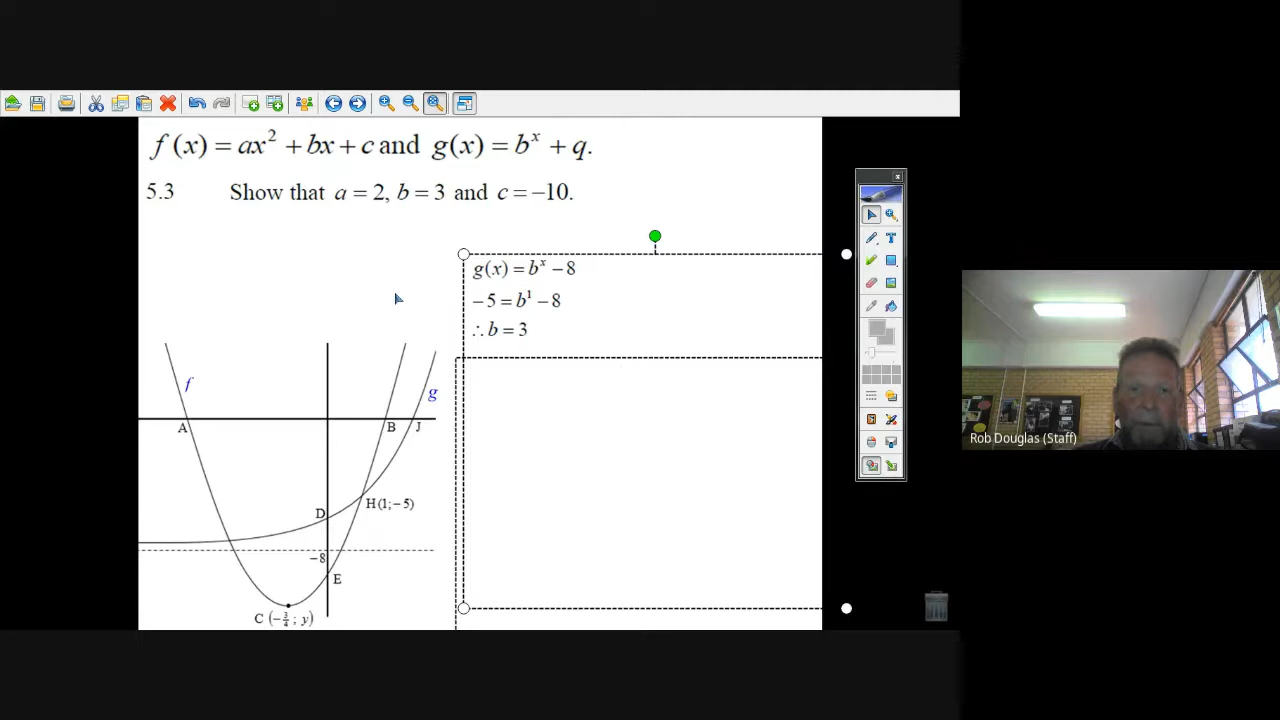 f(x) = ax² + bx + c and g(x) = bˣ + q.
5.3 Show that a = 2, b = 3 and c = −10.
g(x) = bˣ − 8
−5 = b¹ − 8
∴ b = 3
f
g
A
B
J
H(1;−5)
D
−8
E
C (−3/4 ; y)
Rob Douglas (Staff)